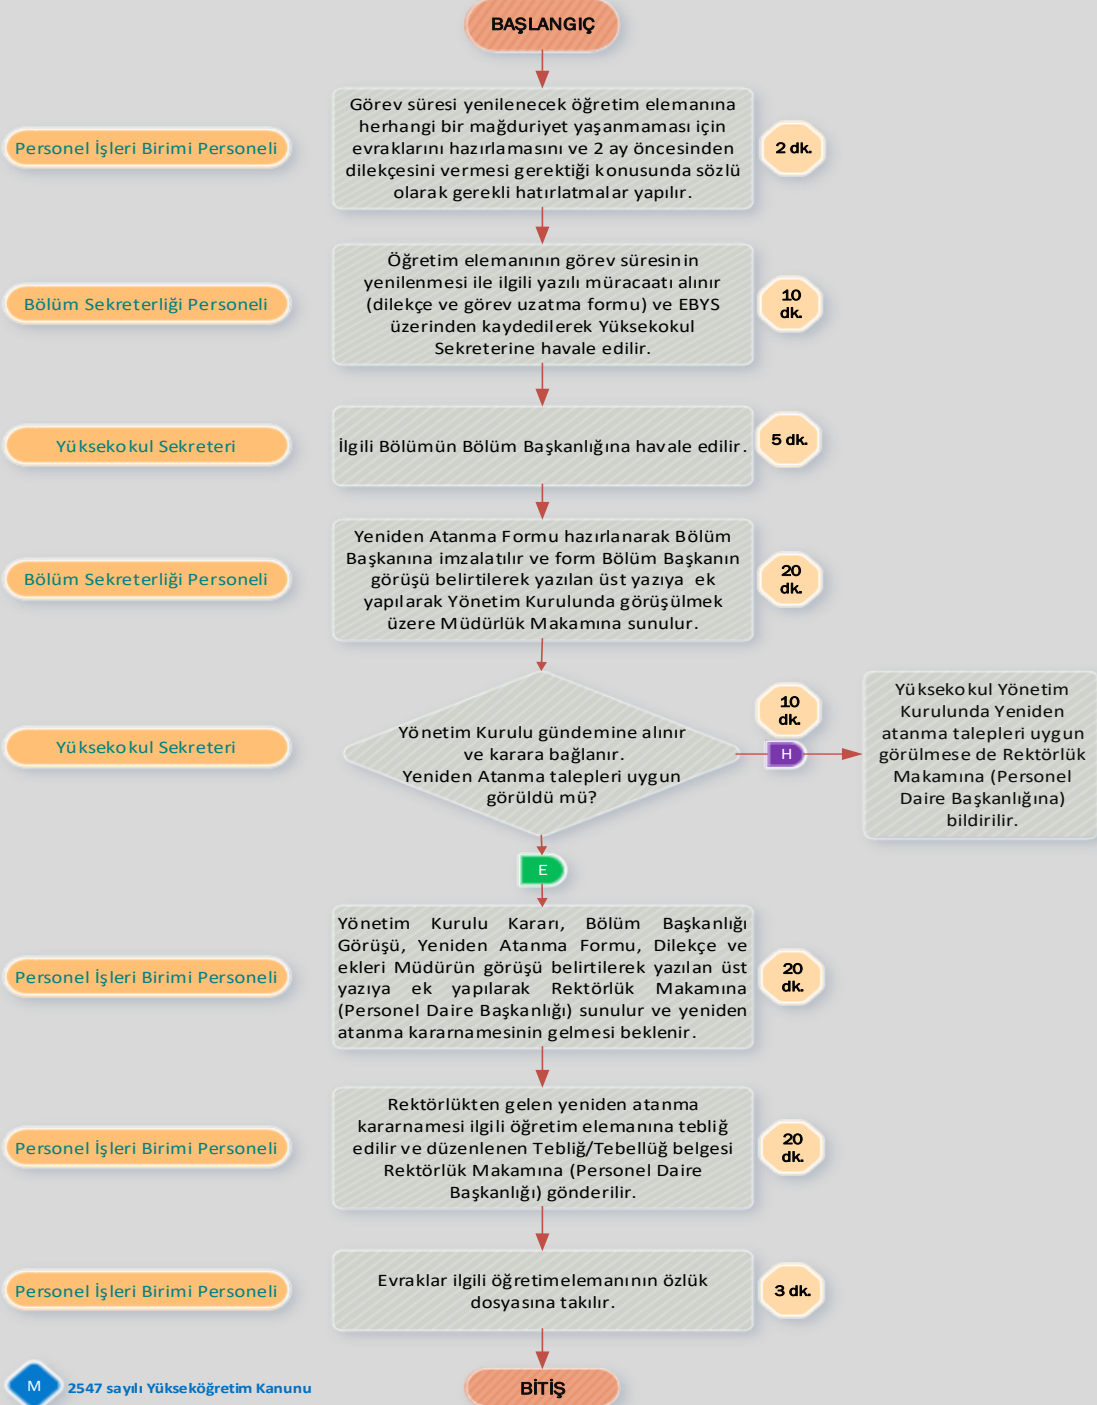 BAŞLANGIÇ
Personel İşleri Birimi Personeli
Görev süresi yenilenecek öğretim elemanına
herhangi bir mağduriyet yaşanmaması için
evraklarını hazırlamasını ve 2 ay öncesinden
dilekçesini vermesi gerektiği konusunda sözlü
olarak gerekli hatırlatmalar yapılır.
2 dk.
Bölüm Sekreterliği Personeli
Öğretim elemanının görev süresinin
yenilenmesi ile ilgili yazılı müracaatı alınır
(dilekçe ve görev uzatma formu) ve EBYS
üzerinden kaydedilerek Yüksekokul
Sekreterine havale edilir.
10
dk.
Yüksekokul Sekreteri
İlgili Bölümün Bölüm Başkanlığına havale edilir.
5 dk.
Bölüm Sekreterliği Personeli
Yeniden Atanma Formu hazırlanarak Bölüm
Başkanına imzalatılır ve form Bölüm Başkanın
görüşü belirtilerek yazılan üst yazıya ek
yapılarak Yönetim Kurulunda görüşülmek
üzere Müdürlük Makamına sunulur.
20
dk.
Yüksekokul Sekreteri
Yönetim Kurulu gündemine alınır
ve karara bağlanır.
Yeniden Atanma talepleri uygun
görüldü mü?
10
dk.
H
Yüksekokul Yönetim
Kurulunda Yeniden
atanma talepleri uygun
görülmese de Rektörlük
Makamına (Personel
Daire Başkanlığına)
bildirilir.
E
Personel İşleri Birimi Personeli
Yönetim Kurulu Kararı, Bölüm Başkanlığı
Görüşü, Yeniden Atanma Formu, Dilekçe ve
ekleri Müdürün görüşü belirtilerek yazılan üst
yazıya ek yapılarak Rektörlük Makamına
(Personel Daire Başkanlığı) sunulur ve yeniden
atanma kararnamesinin gelmesi beklenir.
20
dk.
Personel İşleri Birimi Personeli
Rektörlükten gelen yeniden atanma
kararnamesi ilgili öğretim elemanına tebliğ
edilir ve düzenlenen Tebliğ/Tebellüğ belgesi
Rektörlük Makamına (Personel Daire
Başkanlığı) gönderilir.
20
dk.
Personel İşleri Birimi Personeli
Evraklar ilgili öğretimelemanının özlük
dosyasına takılır.
3 dk.
M
2547 sayılı Yükseköğretim Kanunu
BİTİŞ